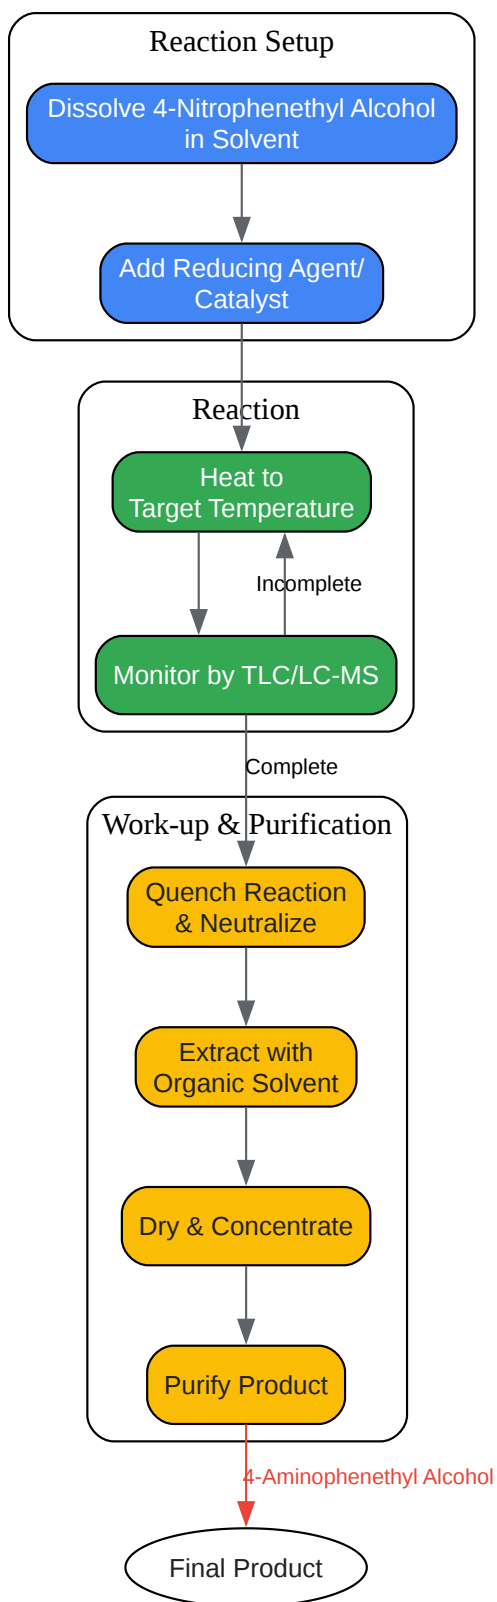 Reaction Setup
Dissolve 4-Nitrophenethyl Alcohol
in Solvent
Add Reducing Agent/
Catalyst
Reaction
Heat to
Target Temperature
Incomplete
Monitor by TLC/LC-MS
Complete
Work-up & Purification
Quench Reaction
& Neutralize
Extract with
Organic Solvent
Dry & Concentrate
Purify Product
4-Aminophenethyl Alcohol
Final Product